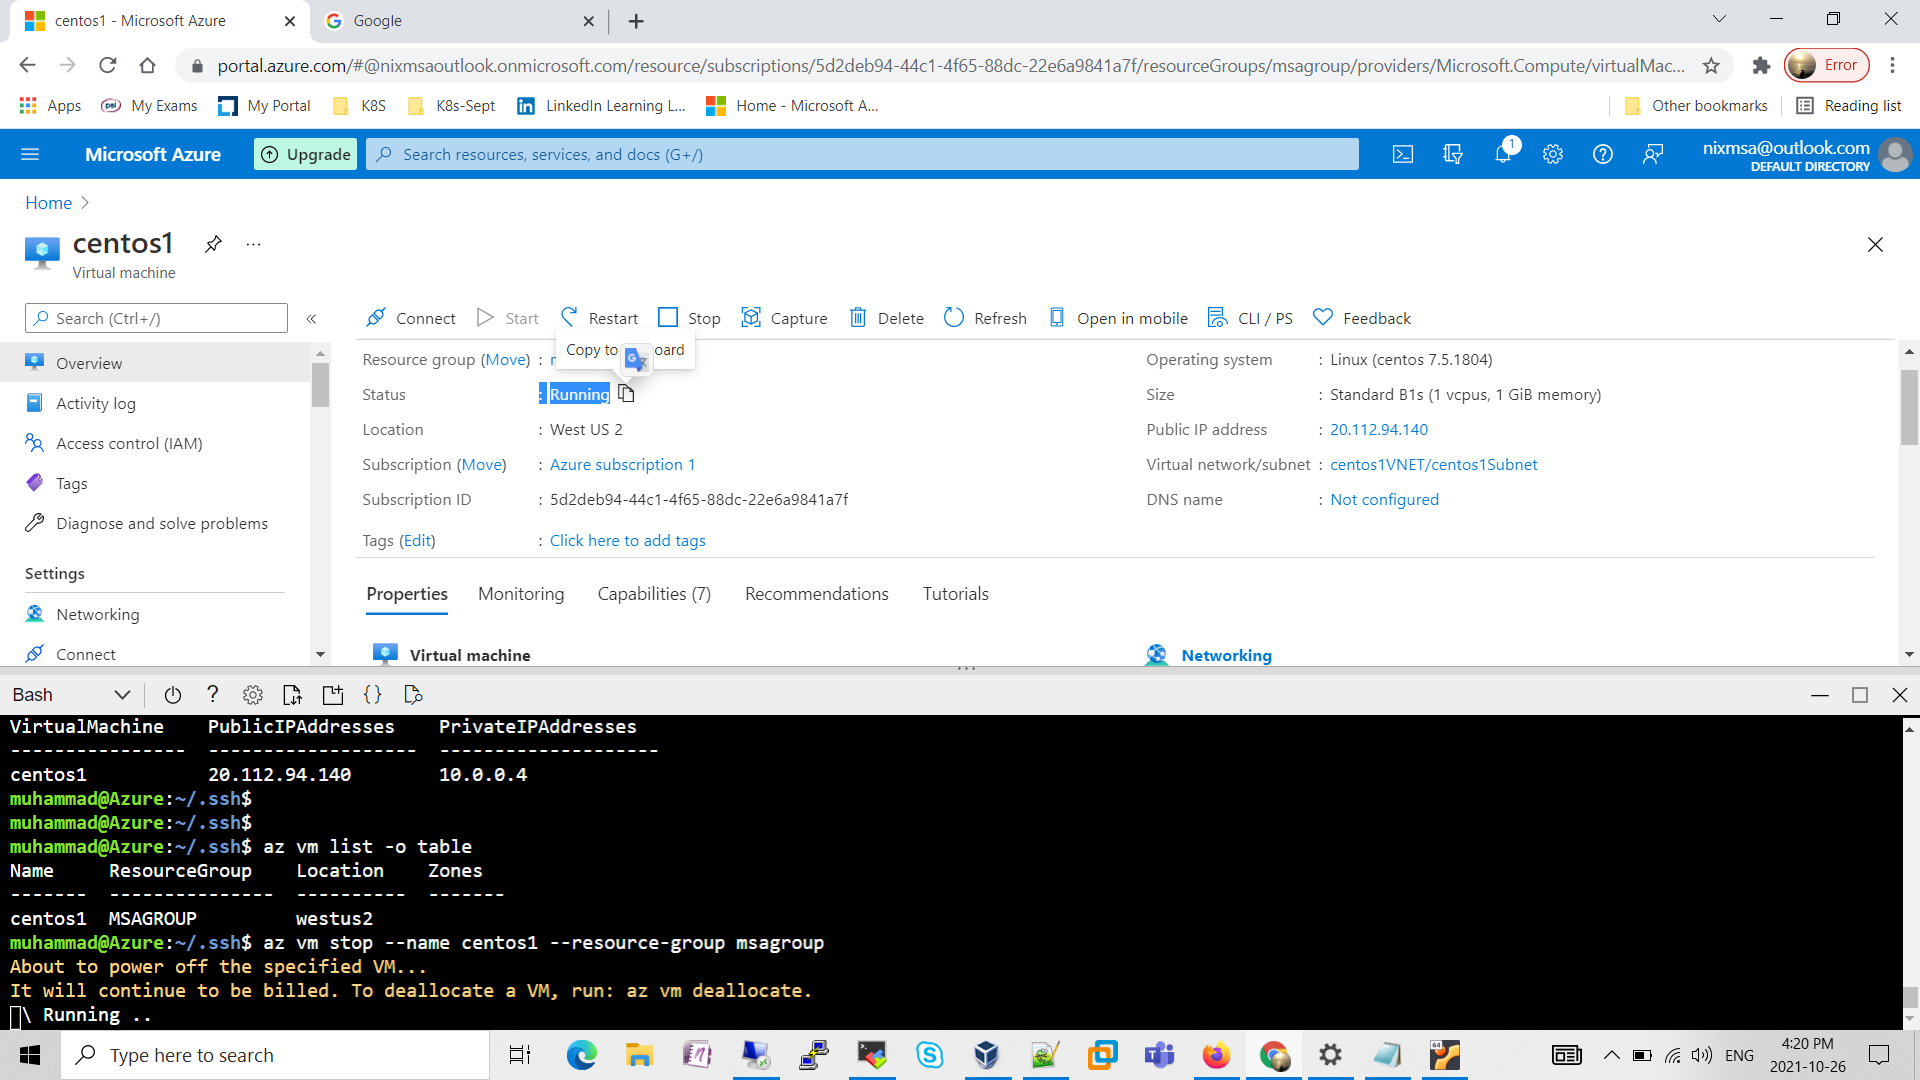 centos1 - Microsoft Azure
Google
portal.azure.com/#@nixmsaoutlook.onmicrosoft.com/resource/subscriptions/5d2deb94-44c1-4f65-88dc-22e6a9841a7f/resourceGroups/msagroup/providers/Microsoft.Compute/virtualMac...
Error
Apps
psi
My Exams
My Portal
K8S
K8s-Sept
LinkedIn Learning L...
Home - Microsoft A...
Other bookmarks
Reading list
Microsoft Azure
Upgrade
Search resources, services, and docs (G+/)
1
nixmsa@outlook.com
DEFAULT DIRECTORY
Home
centos1
...
Virtual machine
Search (Ctrl+/)
«
Connect
Start
Restart
Stop
Capture
Delete
Refresh
Open in mobile
CLI / PS
Feedback
Overview
Activity log
Access control (IAM)
Tags
Diagnose and solve problems
Settings
Networking
Connect
Copy to oard
Resource group (Move) :
Status : Running
Location : West US 2
Subscription (Move) : Azure subscription 1
Subscription ID : 5d2deb94-44c1-4f65-88dc-22e6a9841a7f
Tags (Edit) : Click here to add tags
Operating system : Linux (centos 7.5.1804)
Size : Standard B1s (1 vcpus, 1 GiB memory)
Public IP address : 20.112.94.140
Virtual network/subnet : centos1VNET/centos1Subnet
DNS name : Not configured
Properties
Monitoring
Capabilities (7)
Recommendations
Tutorials
Virtual machine
Networking
Bash
?
{ }
VirtualMachine    PublicIPAddresses    PrivateIPAddresses
----------------  -------------------  --------------------
centos1           20.112.94.140        10.0.0.4
muhammad@Azure:~/.ssh$
muhammad@Azure:~/.ssh$
muhammad@Azure:~/.ssh$ az vm list -o table
Name     ResourceGroup    Location    Zones
-------  ---------------  ----------  -------
centos1  MSAGROUP         westus2
muhammad@Azure:~/.ssh$ az vm stop --name centos1 --resource-group msagroup
About to power off the specified VM...
It will continue to be billed. To deallocate a VM, run: az vm deallocate.
\ Running ..
Type here to search
64
ENG
4:20 PM
2021-10-26